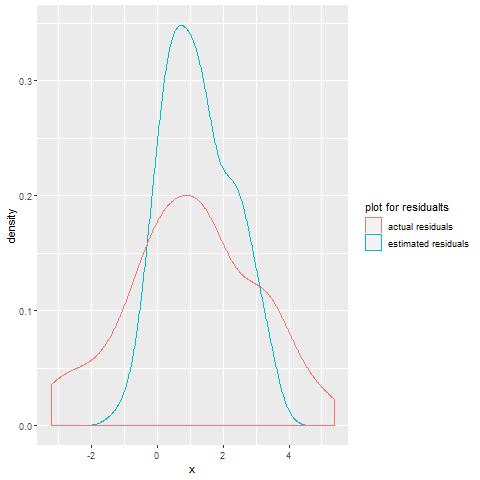 0.3
0.2
0.1
0.0
density
-2
0
2
4
x
plot for residualts
actual residuals
estimated residuals